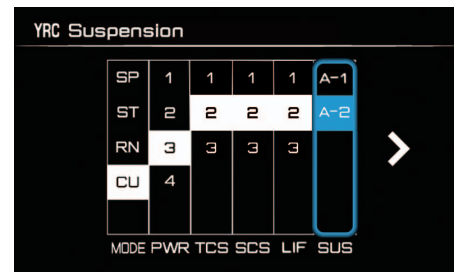 YRC Suspension
SP 1 1 1 1 A-1
ST 2 2 2 2 A-2
RN 3 3 3 3
CU 4
MODE PWR TCS SCS LIF SUS